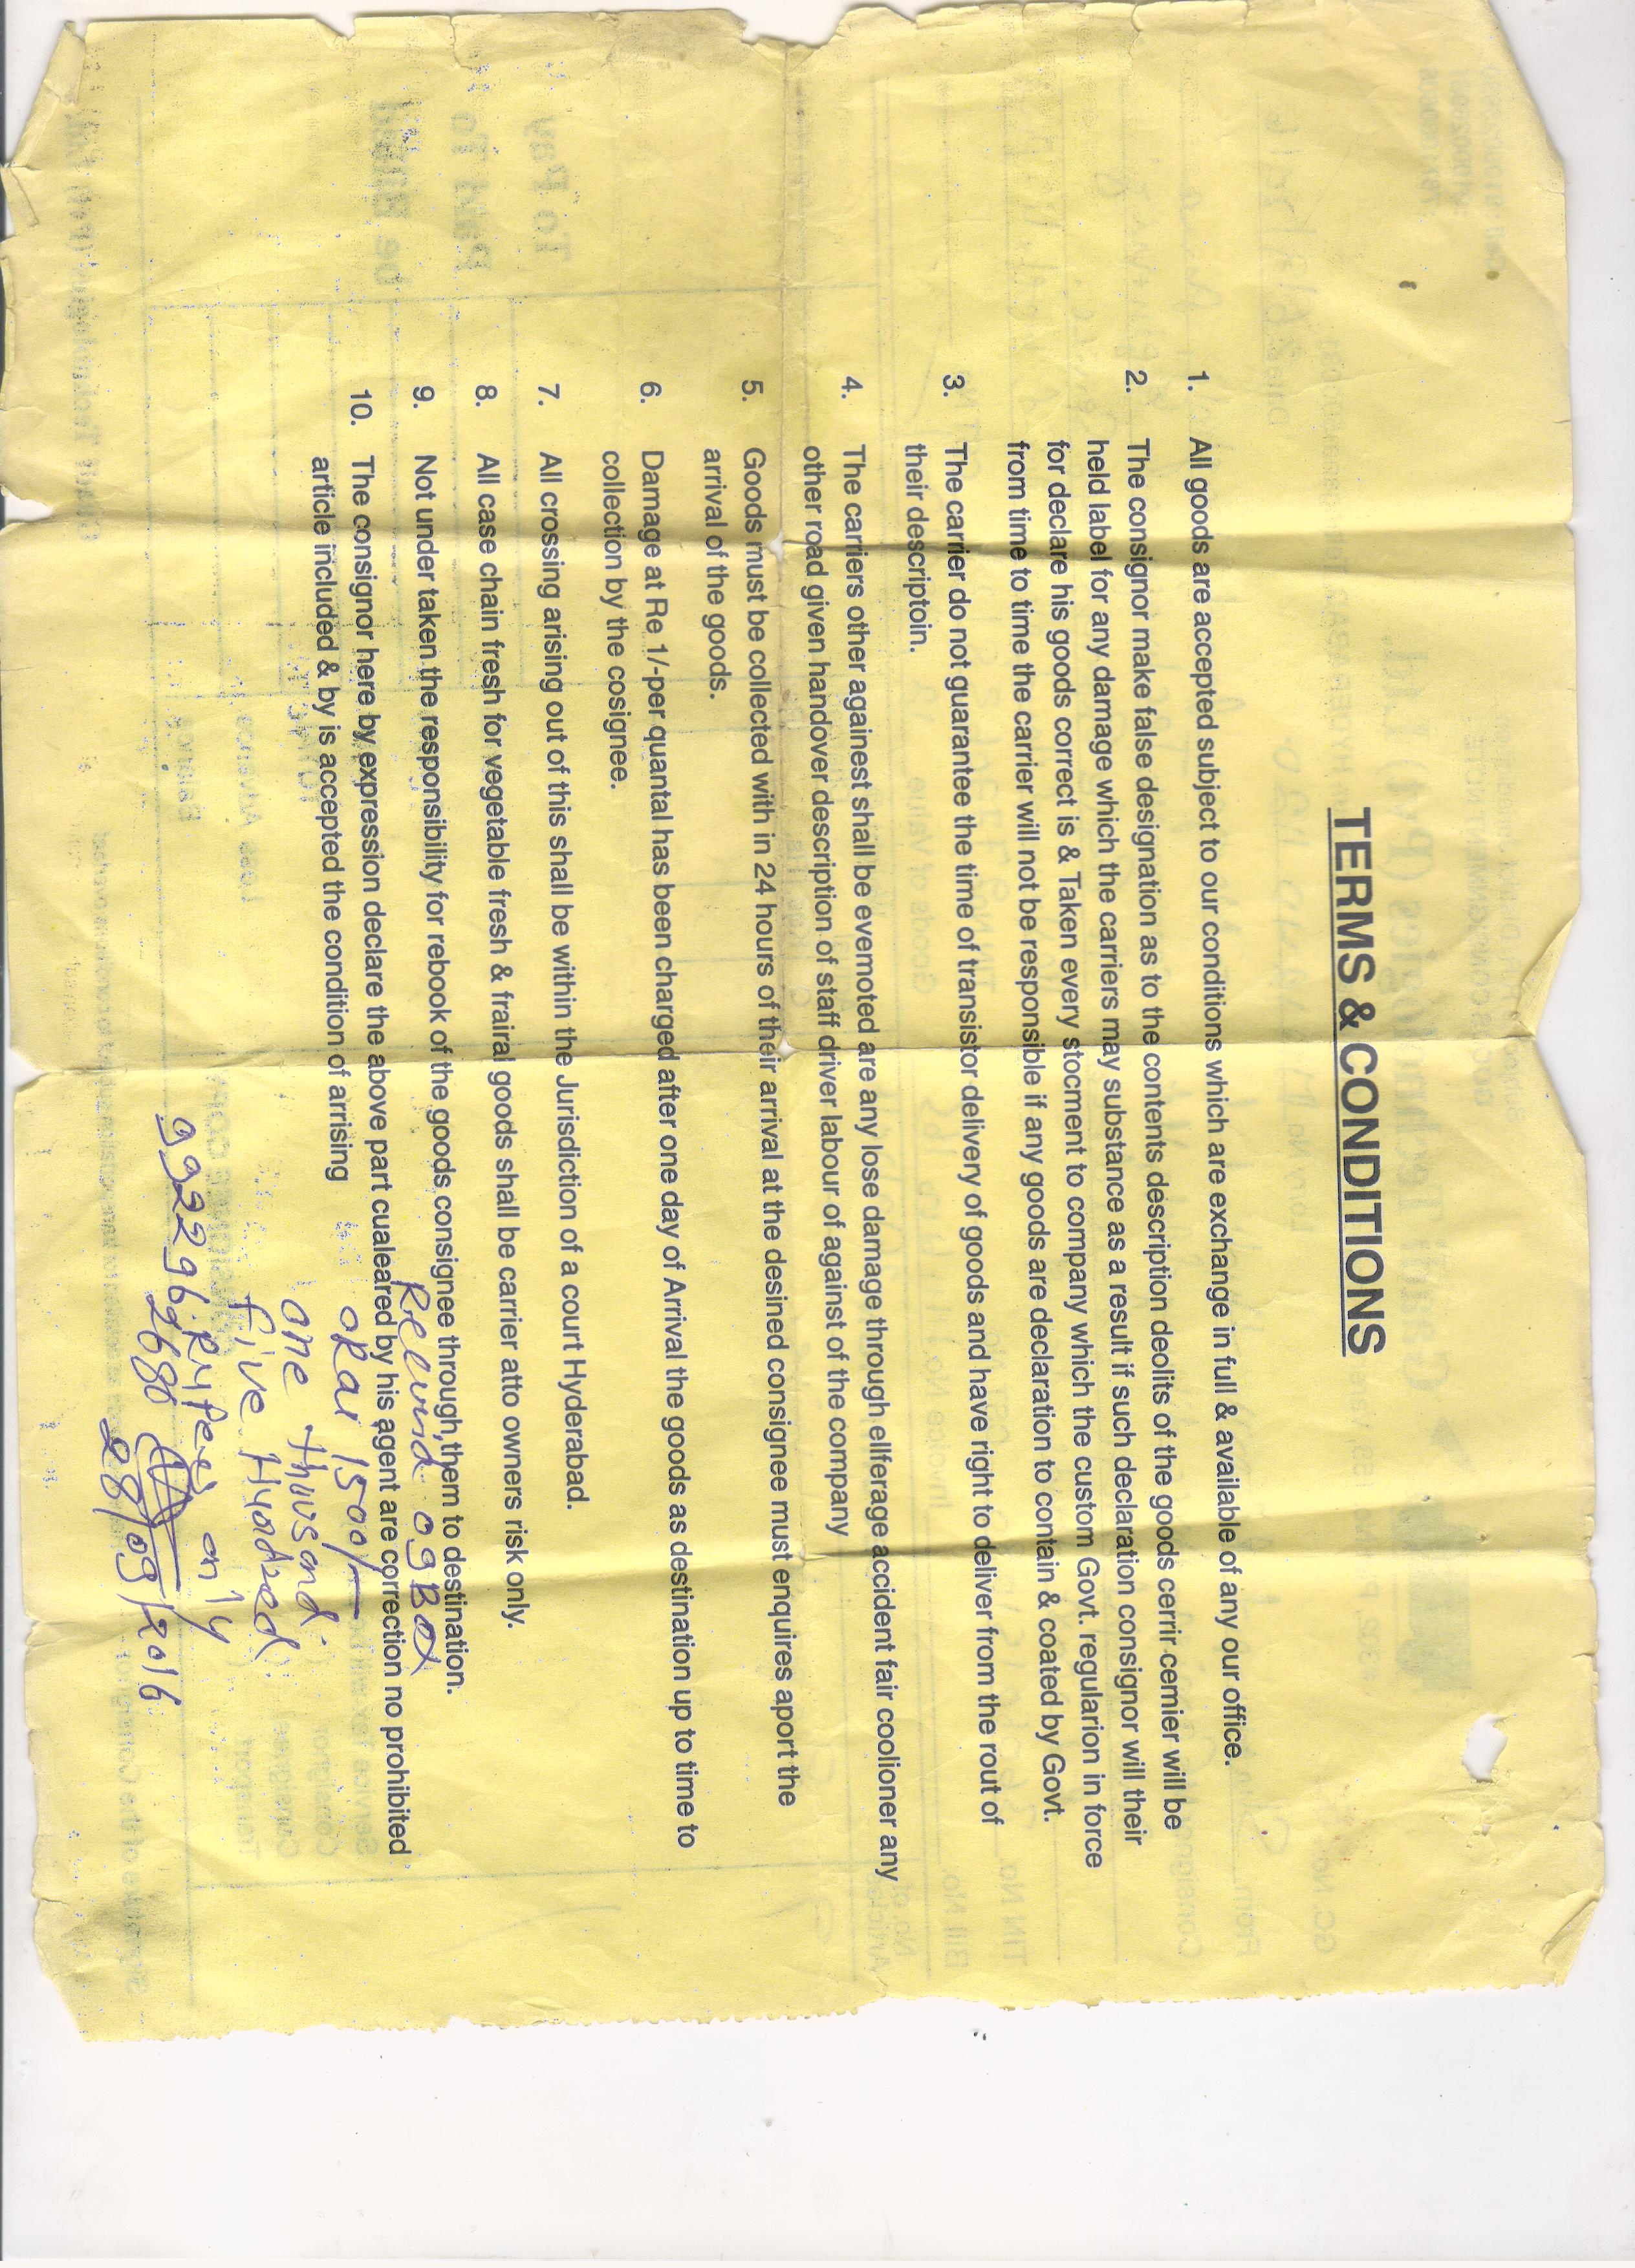 TERMS & CONDITIONS
1. All goods are accepted subject to our conditions which are exchange in full & available of any our office.
2. The consignor make false designation as to the contents description deolits of the goods cerrir cemier will be
held label for any damage which the carriers may substance as a result if such declaration consignor will their
for declare his goods correct is & Taken every stocment to company which the custom Govt. regularion in force
from time to time the carrier will not be responsible if any goods are declaration to contain & coated by Govt.
3. The carrier do not guarantee the time of transistor delivery of goods and have right to deliver from the rout of
their descriptoin.
4. The carriers other againest shall be evemoted are any lose damage through ellferage accident fair coolioner any
other road given handover description of staff driver labour of against of the company
5. Goods must be collected with in 24 hours of their arrival at the desined consignee must enquires aport the
arrival of the goods.
6. Damage at Re 1/-per quantal has been charged after one day of Arrival the goods as destination up to time to
collection by the cosignee.
7. All crossing arising out of this shall be within the Jurisdiction of a court Hyderabad.
8. All case chain fresh for vegetable fresh & frairal goods shall be carrier atto owners risk only.
9. Not under taken the responsibility for rebook of the goods consignee through them to destination.
10. The consignor here by expression declare the above part cualeared by his agent are correction no prohibited
article included & by is accepted the condition of arrising
09 Box
1500/-
one thousand
five Hundred
on 14
28/09/2016